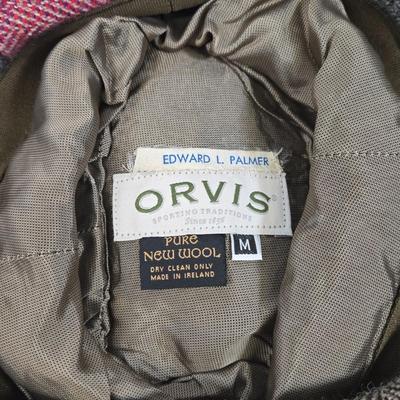 EDWARD L. PALMER
ORVIS®
SPORTING TRADITIONS
Since 1856
PURE
NEW WOOL
DRY CLEAN ONLY
MADE IN IRELAND
M